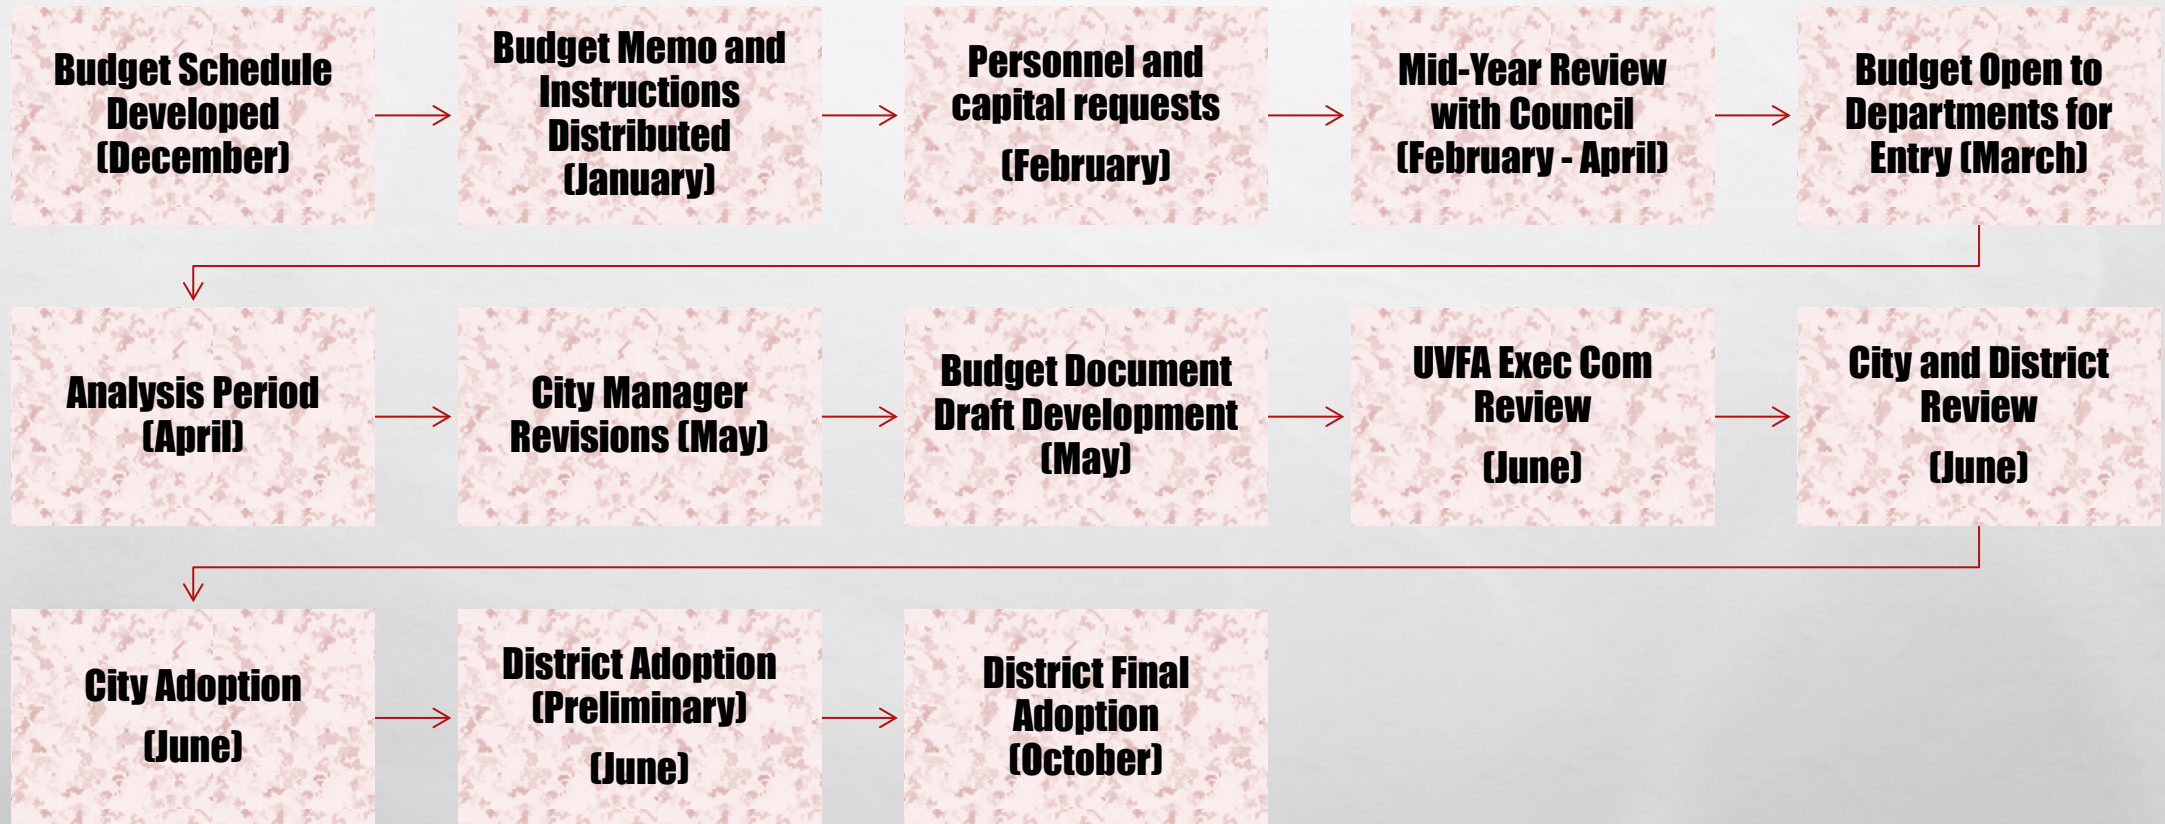 Budget Schedule
Developed
(December)
Budget Memo and
Instructions
Distributed
(January)
Personnel and
capital requests
(February)
Mid-Year Review
with Council
(February - April)
Budget Open to
Departments for
Entry (March)
Analysis Period
(April)
City Manager
Revisions (May)
Budget Document
Draft Development
(May)
UVFA Exec Com
Review
(June)
City and District
Review
(June)
City Adoption
(June)
District Adoption
(Preliminary)
(June)
District Final
Adoption
(October)